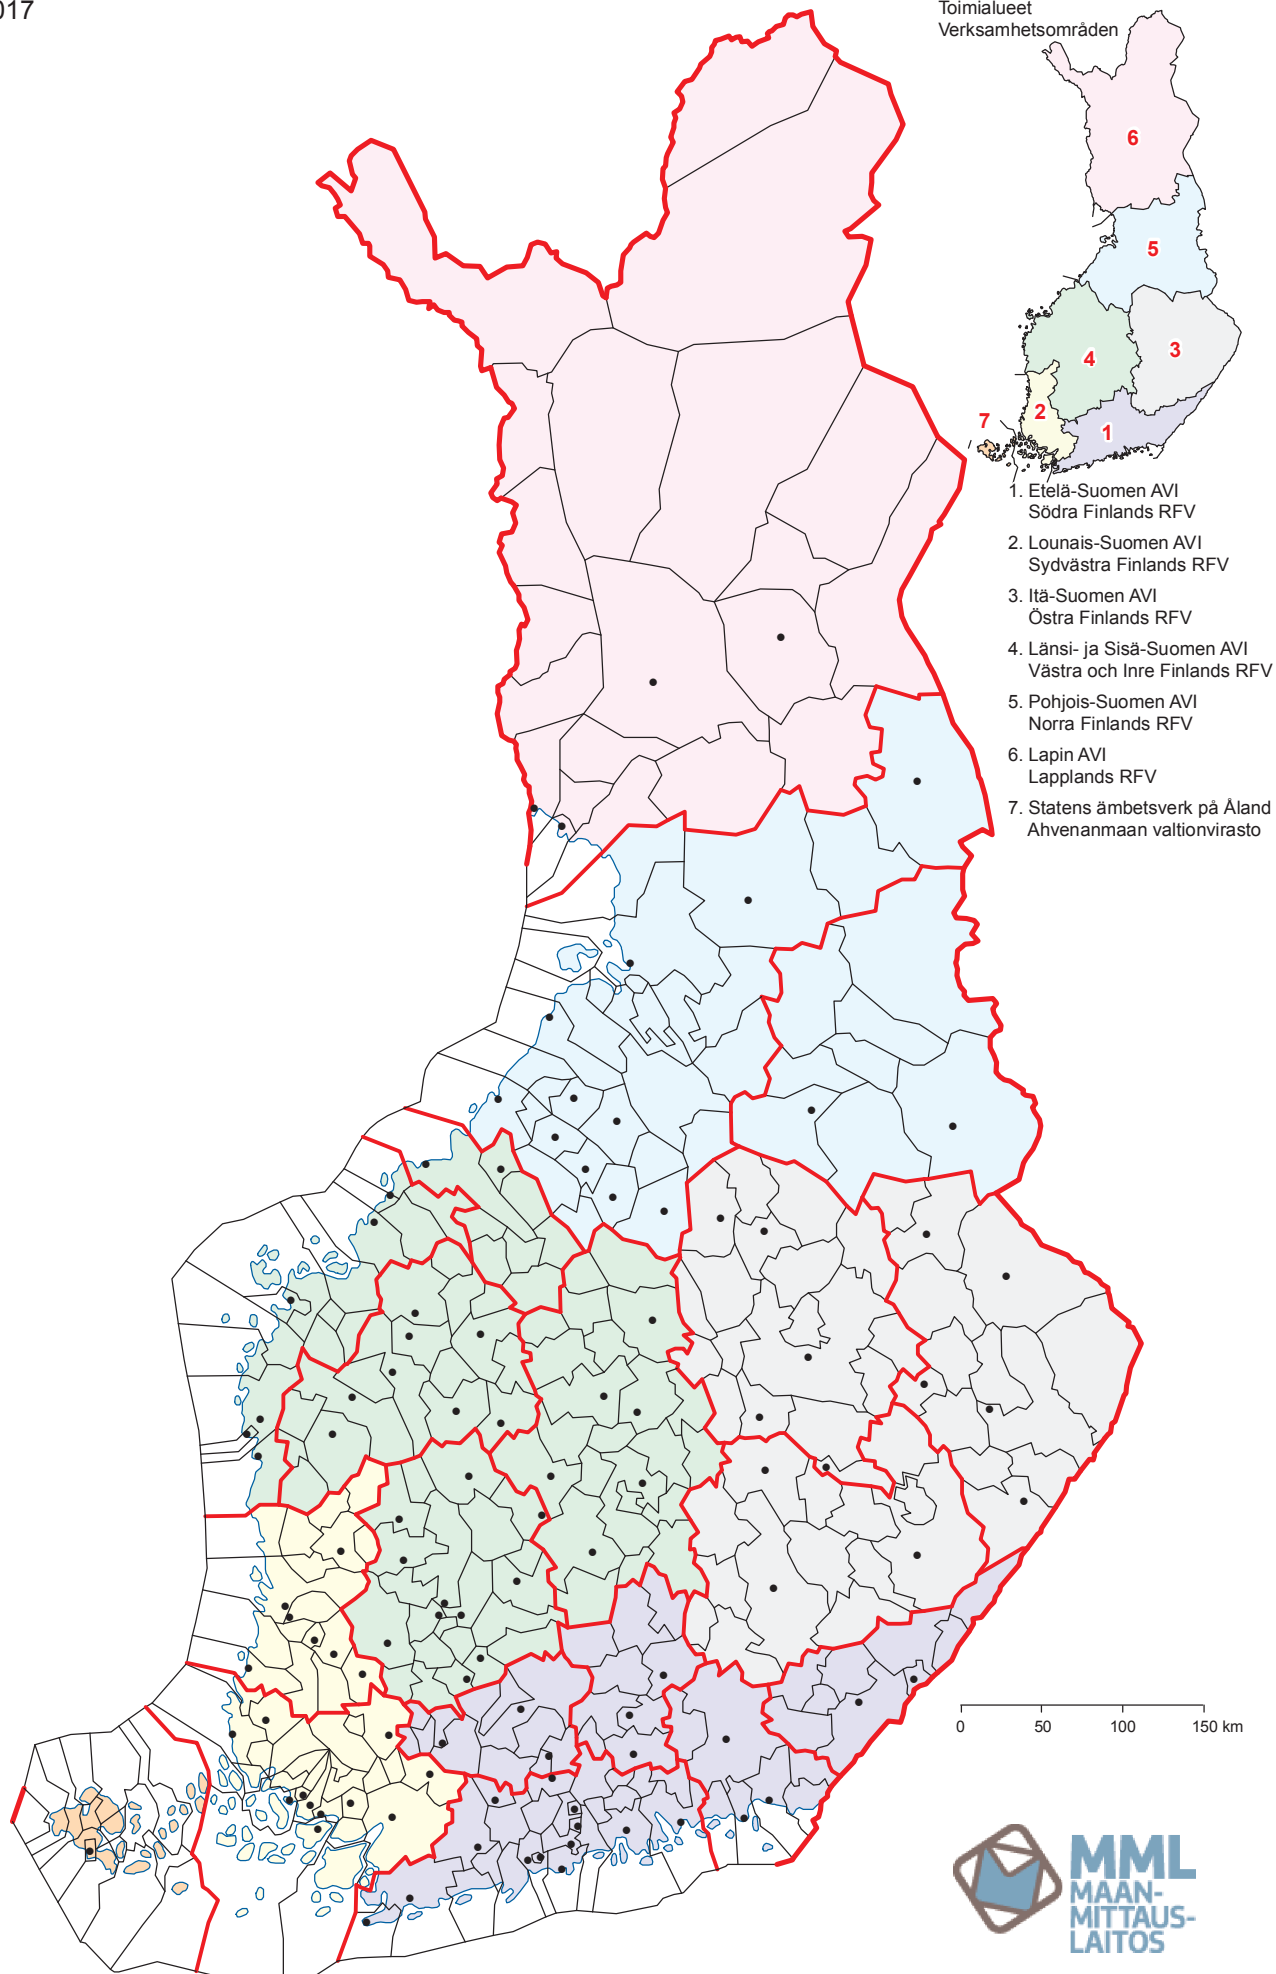 017
Toimialueet
Verksamhetsområden
6
5
4
3
2
7
1
1. Etelä-Suomen AVI
Södra Finlands RFV
2. Lounais-Suomen AVI
Sydvästra Finlands RFV
3. Itä-Suomen AVI
Östra Finlands RFV
4. Länsi- ja Sisä-Suomen AVI
Västra och Inre Finlands RFV
5. Pohjois-Suomen AVI
Norra Finlands RFV
6. Lapin AVI
Lapplands RFV
7. Statens ämbetsverk på Åland
Ahvenanmaan valtionvirasto
0 50 100 150 km
MML
MAAN-
MITTAUS-
LAITOS